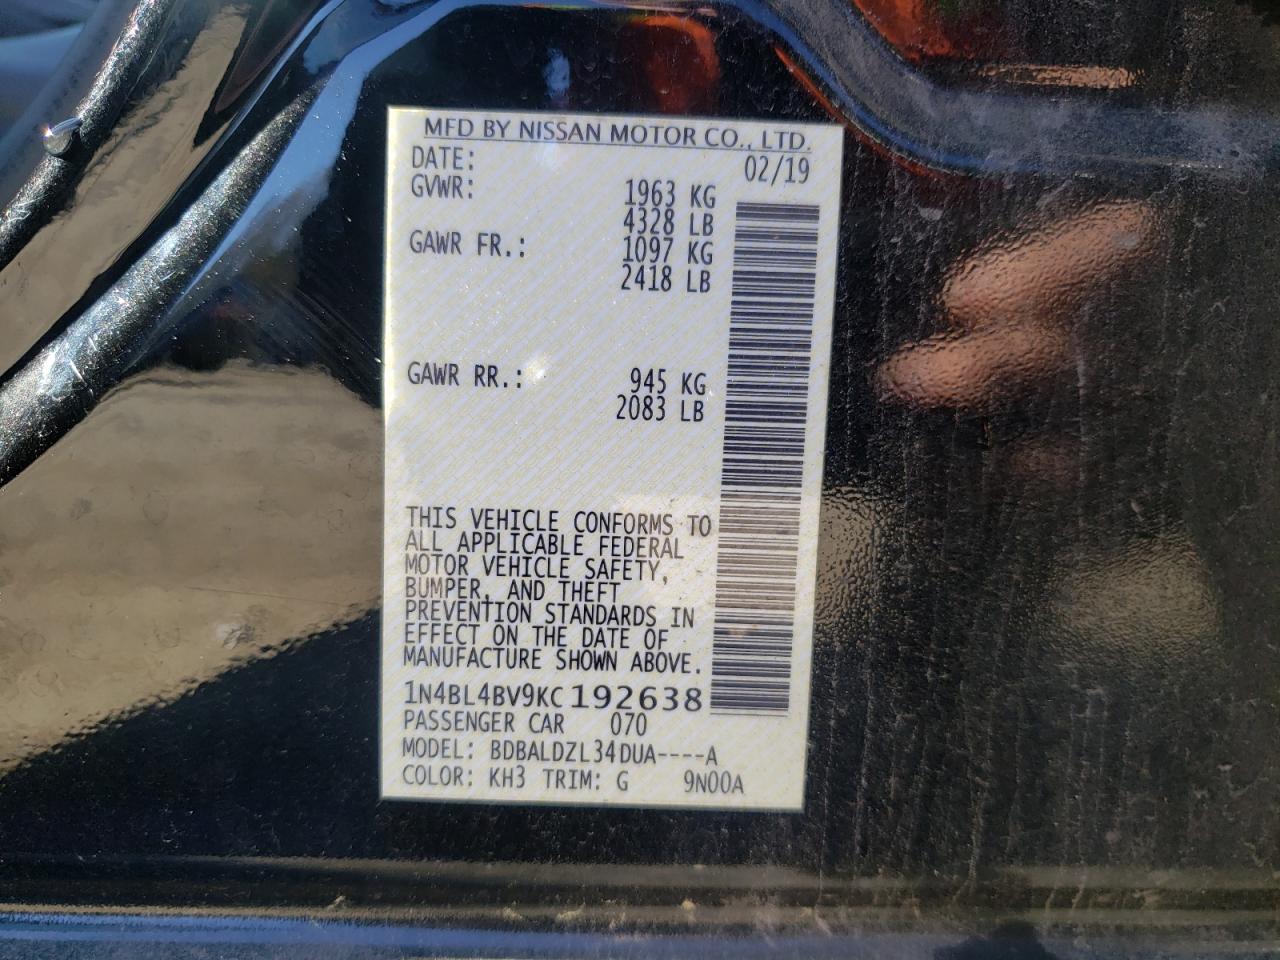 MFD BY NISSAN MOTOR CO., LTD.
DATE: 02/19
GVWR: 1963 KG
4328 LB
GAWR FR.: 1097 KG
2418 LB
GAWR RR.: 945 KG
2083 LB
THIS VEHICLE CONFORMS TO
ALL APPLICABLE FEDERAL
MOTOR VEHICLE SAFETY,
BUMPER, AND THEFT
PREVENTION STANDARDS IN
EFFECT ON THE DATE OF
MANUFACTURE SHOWN ABOVE.
1N4BL4BV9KC192638
PASSENGER CAR 070
MODEL: BDBALDZL34DUA----A
COLOR: KH3 TRIM: G 9N00A